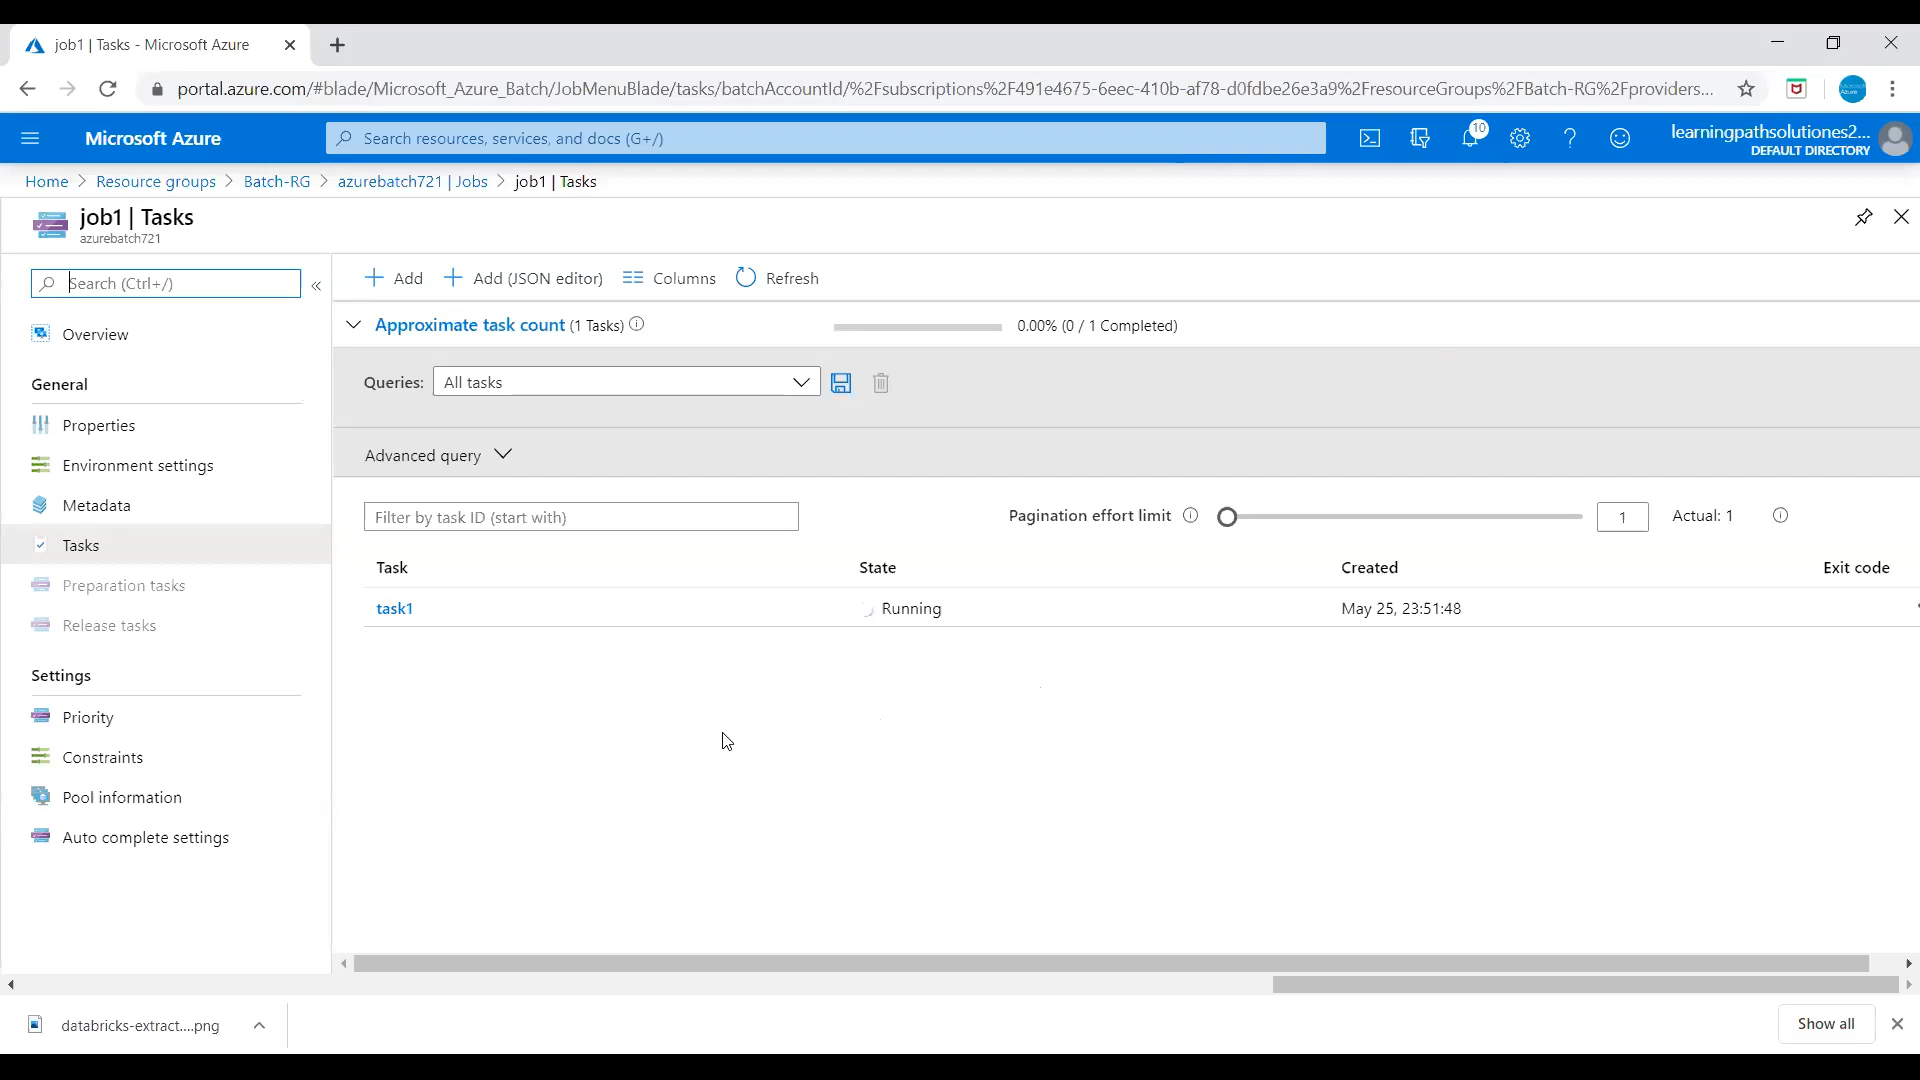 job1 | Tasks - Microsoft Azure
portal.azure.com/#blade/Microsoft_Azure_Batch/JobMenuBlade/tasks/batchAccountId/%2Fsubscriptions%2F491e4675-6eec-410b-af78-d0fdbe26e3a9%2FresourceGroups%2FBatch-RG%2Fproviders...
Microsoft Azure
Search resources, services, and docs (G+/)
10
learningpathsolutiones2...
DEFAULT DIRECTORY
Home > Resource groups > Batch-RG > azurebatch721 | Jobs > job1 | Tasks
job1 | Tasks
azurebatch721
Search (Ctrl+/)
«
Overview
General
Properties
Environment settings
Metadata
Tasks
Preparation tasks
Release tasks
Settings
Priority
Constraints
Pool information
Auto complete settings
+ Add
+ Add (JSON editor)
Columns
Refresh
Approximate task count (1 Tasks)
0.00% (0 / 1 Completed)
Queries: All tasks
Advanced query
Filter by task ID (start with)
Pagination effort limit
1
Actual: 1
Task State Created Exit code
task1 Running May 25, 23:51:48
databricks-extract....png
Show all